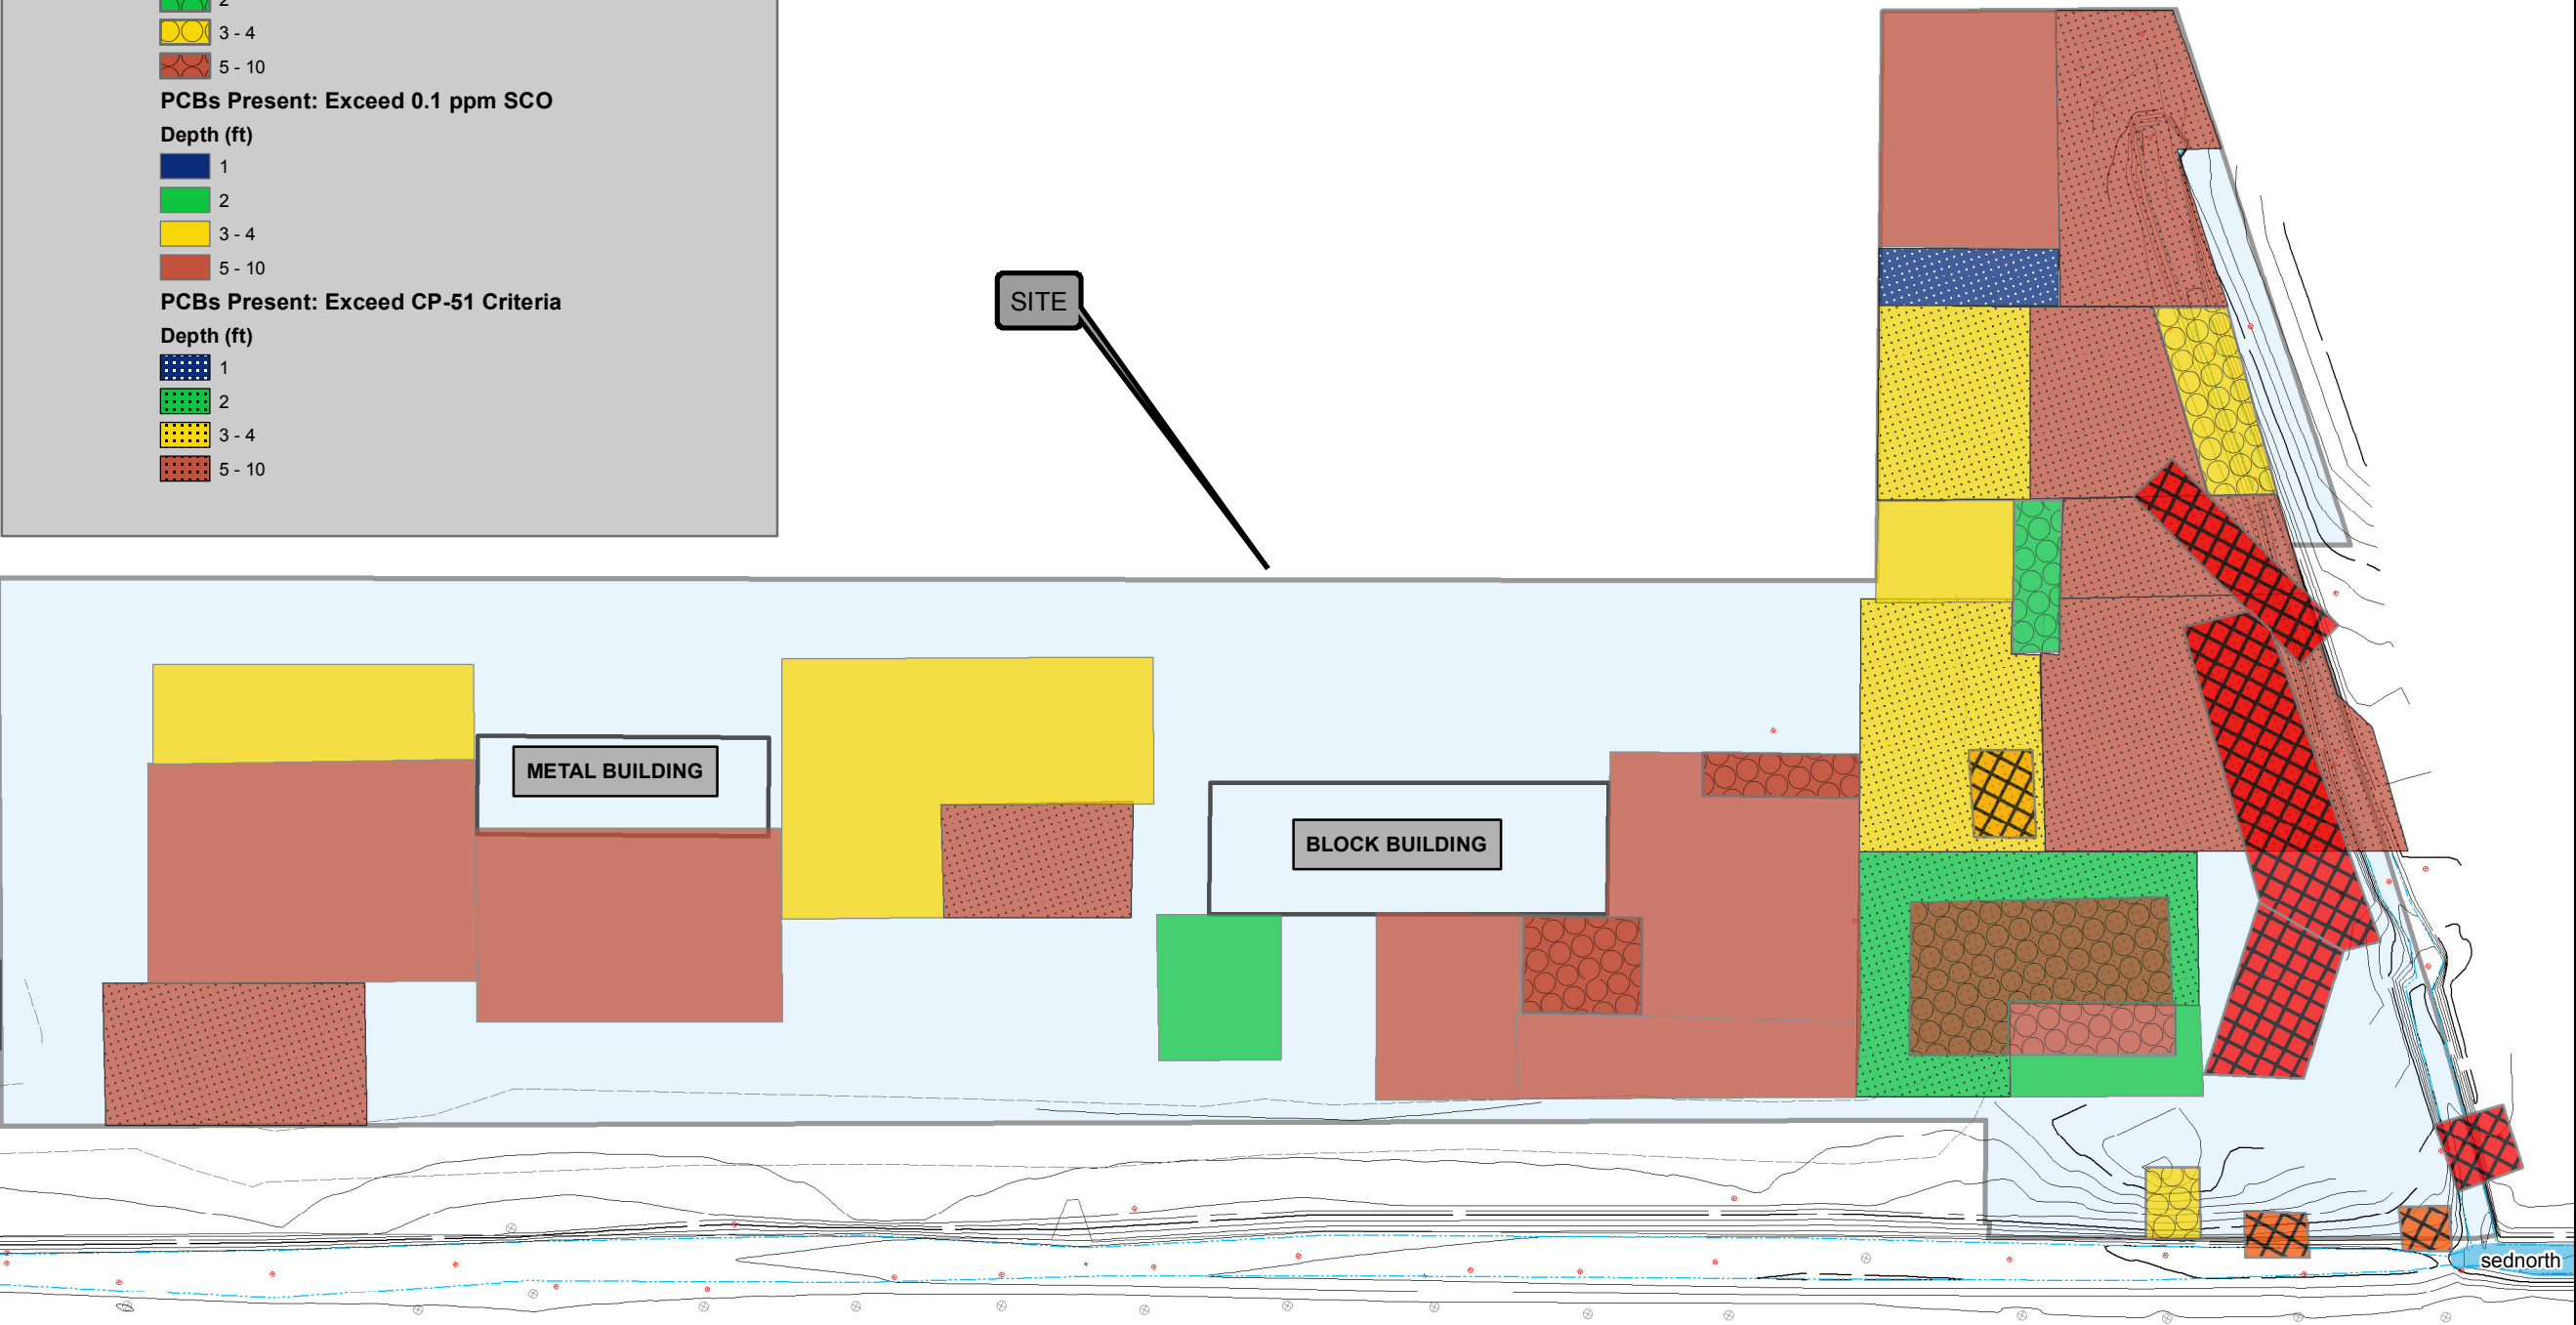 2
3 - 4
5 - 10
PCBs Present: Exceed 0.1 ppm SCO
Depth (ft)
1
2
3 - 4
5 - 10
PCBs Present: Exceed CP-51 Criteria
Depth (ft)
1
2
3 - 4
5 - 10
SITE
METAL BUILDING
BLOCK BUILDING
sednorth